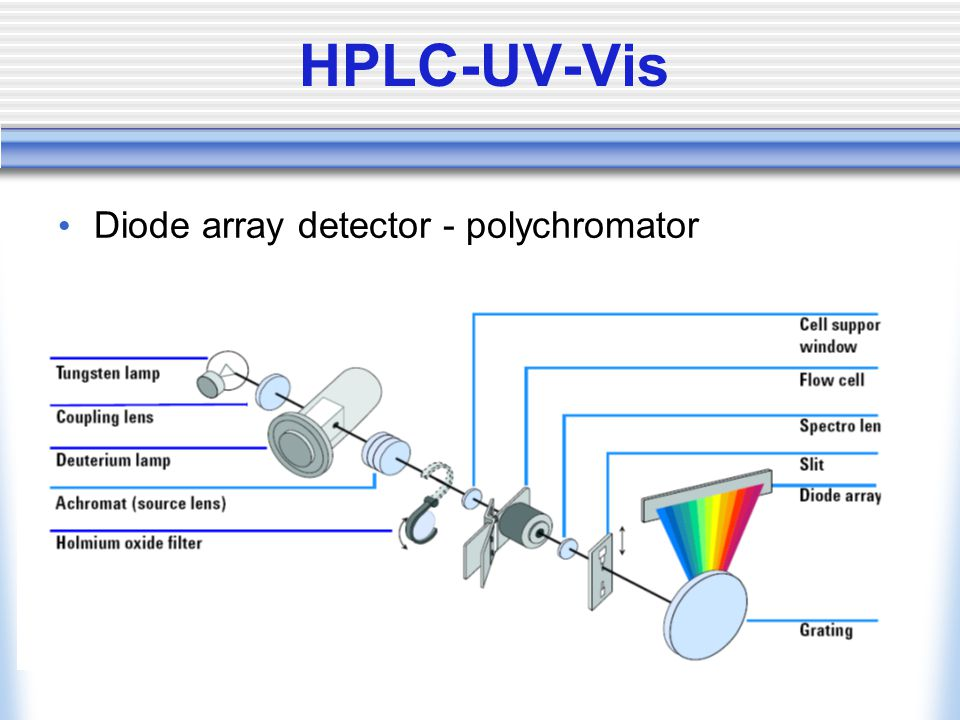 HPLC-UV-Vis
• Diode array detector - polychromator
Tungsten lamp
Coupling lens
Deuterium lamp
Achromat (source lens)
Holmium oxide filter
Cell suppor
window
Flow cell
Spectro len
Slit
Diode array
Grating